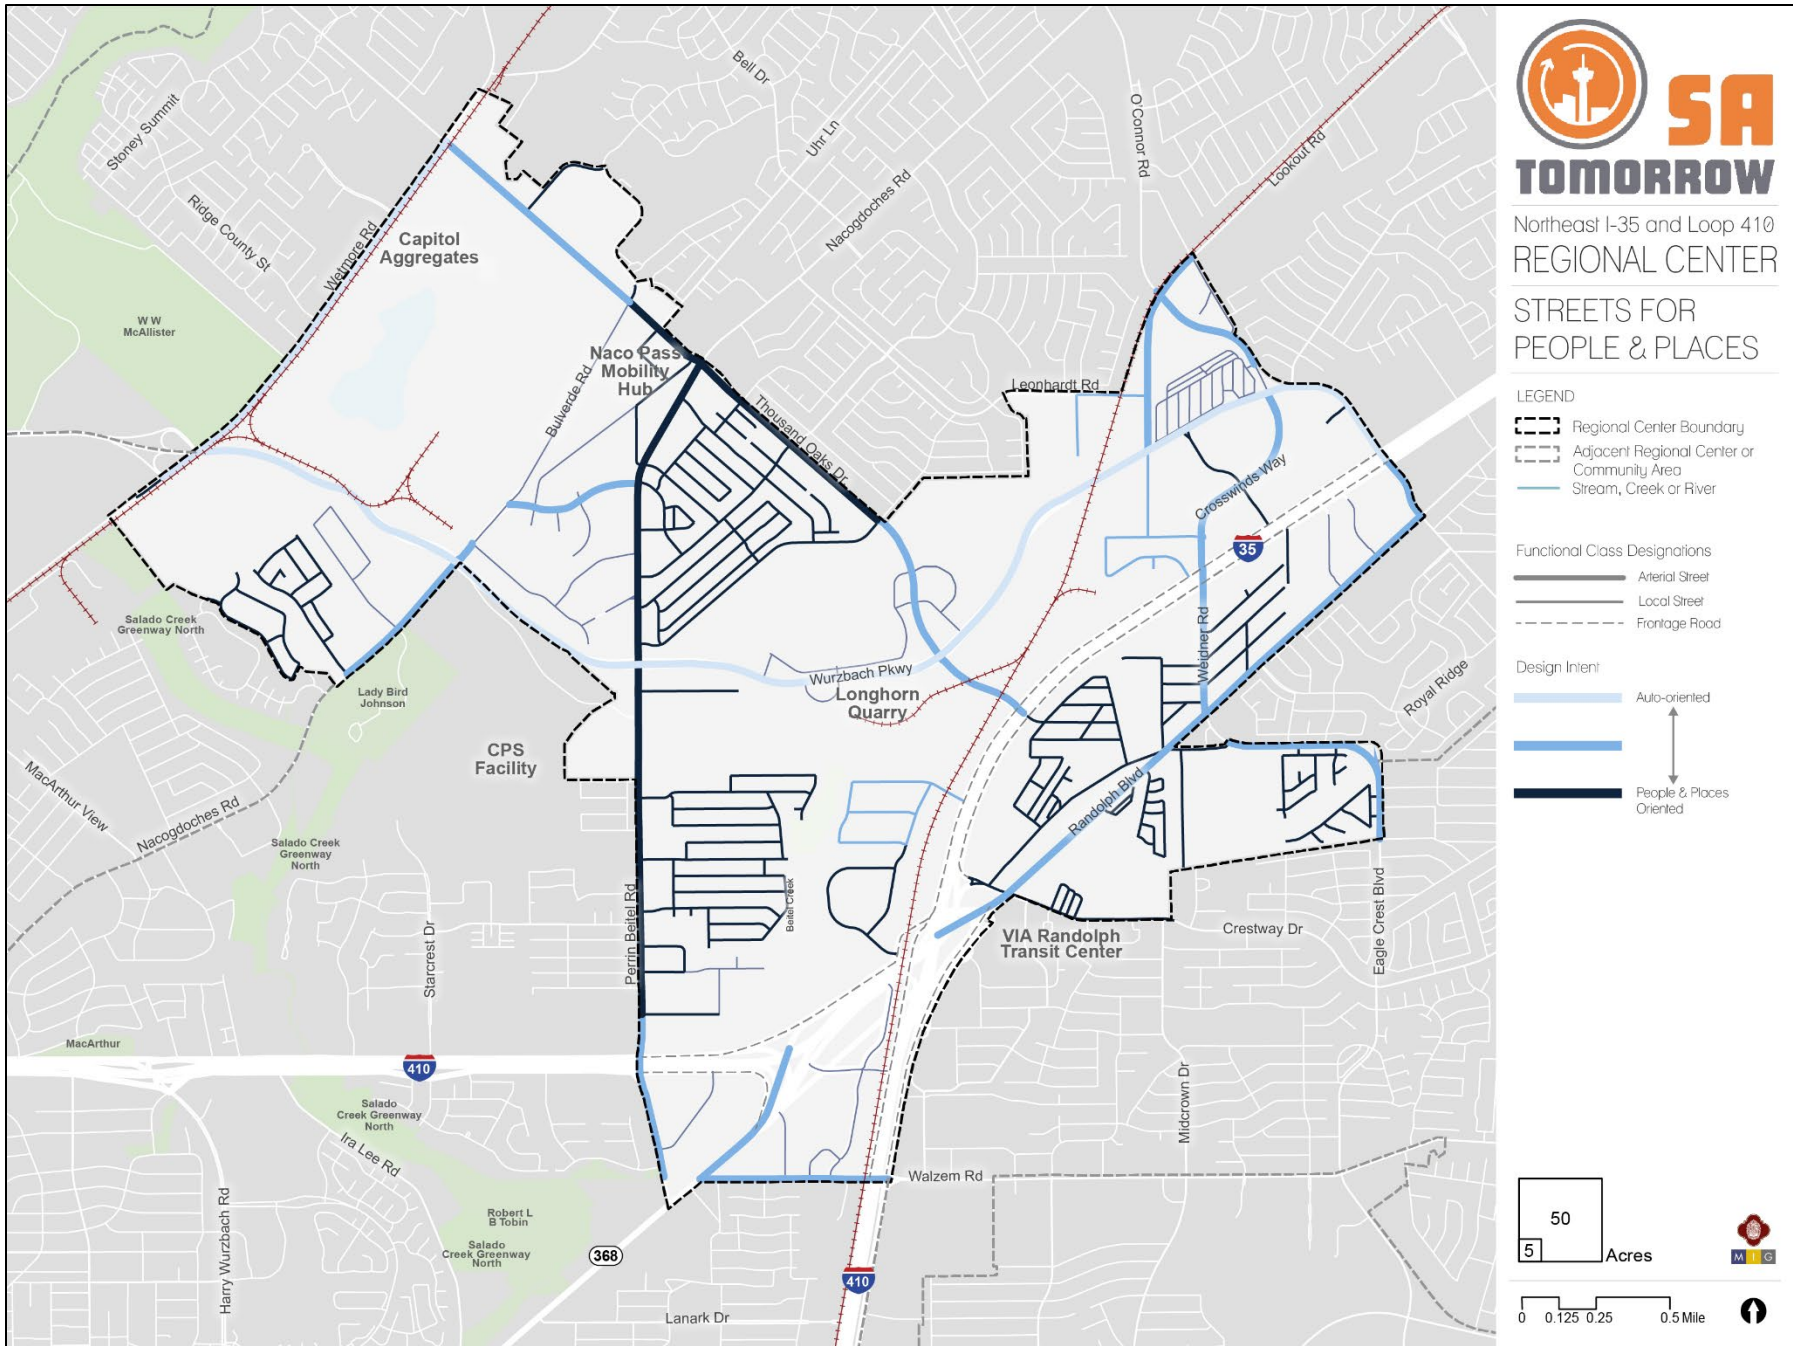 SA
TOMORROW
Northeast I-35 and Loop 410
REGIONAL CENTER
STREETS FOR
PEOPLE & PLACES
LEGEND
Regional Center Boundary
Adjacent Regional Center or
Community Area
Stream, Creek or River
Functional Class Designations
Arterial Street
Local Street
Frontage Road
Design Intent
Auto-oriented
People & Places
Oriented
50
5
Acres
M I G
0 0.125 0.25 0.5 Mile
Bell Dr
Stoney Summit
O'Connor Rd
Uhr Ln
Lookout Rd
Nacogdoches Rd
Ridge County St
Wetmore Rd
Capitol
Aggregates
W W
McAllister
Naco Pass
Mobility
Hub
Bulverde Rd
Leonhardt Rd
Thousand Oaks Dr
Crosswinds Way
35
Weidner Rd
Salado Creek
Greenway North
Lady Bird
Johnson
Wurzbach Pkwy
Longhorn
Quarry
Royal Ridge
CPS
Facility
MacArthur View
Nacogdoches Rd
Randolph Blvd
Salado Creek
Greenway
North
Beitel Creek
Perrin Beitel Rd
Starcrest Dr
VIA Randolph
Transit Center
Crestway Dr
Eagle Crest Blvd
MacArthur
410
Salado
Creek Greenway
North
Ira Lee Rd
Midcrown Dr
Walzem Rd
Harry Wurzbach Rd
Robert L
B Tobin
Salado
Creek Greenway
North
368
410
Lanark Dr